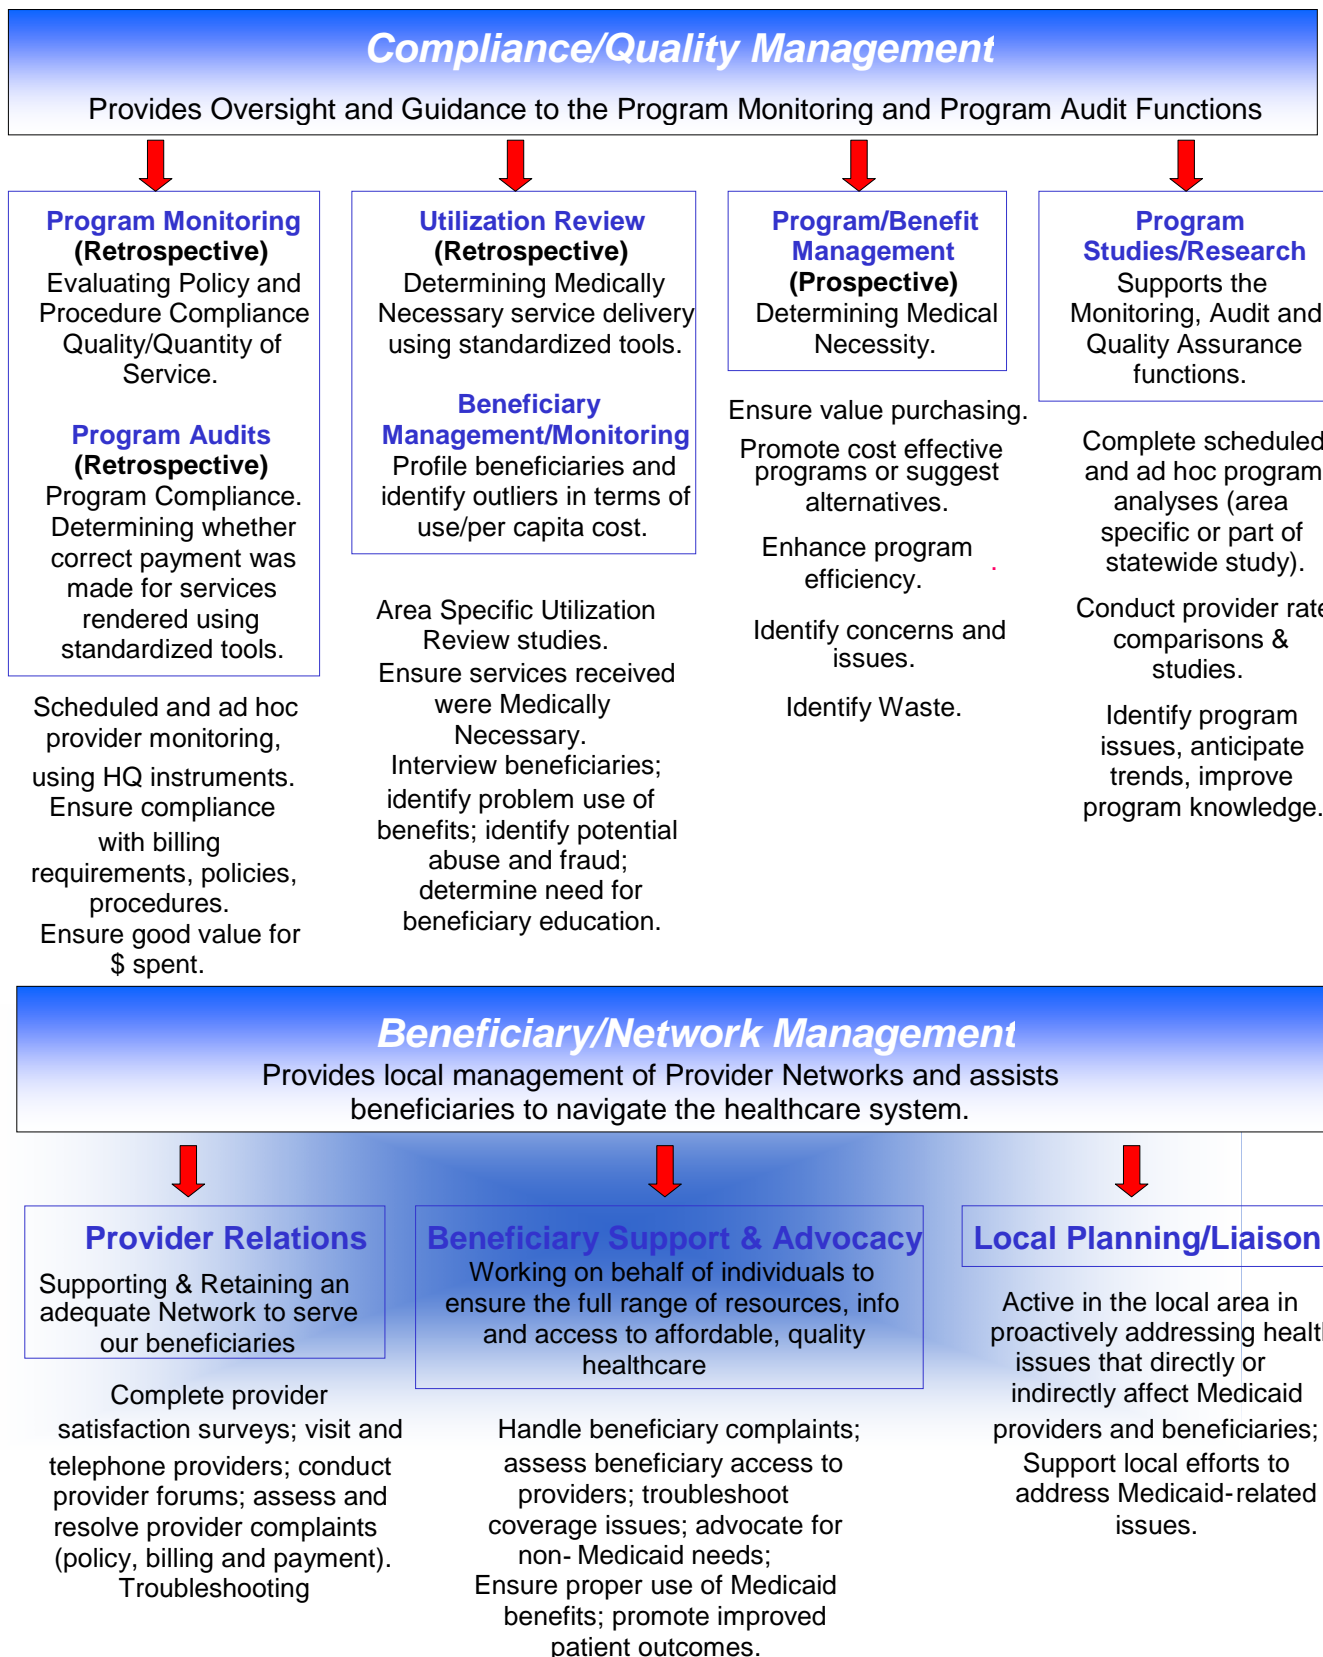 Compliance/Quality Management
Provides Oversight and Guidance to the Program Monitoring and Program Audit Functions
Program Monitoring
(Retrospective)
Evaluating Policy and
Procedure Compliance
Quality/Quantity of
Service.
Program Audits
(Retrospective)
Program Compliance.
Determining whether
correct payment was
made for services
rendered using
standardized tools.
Scheduled and ad hoc
provider monitoring,
using HQ instruments.
Ensure compliance
with billing
requirements, policies,
procedures.
Ensure good value for
$ spent.
Utilization Review
(Retrospective)
Determining Medically
Necessary service delivery
using standardized tools.
Beneficiary
Management/Monitoring
Profile beneficiaries and
identify outliers in terms of
use/per capita cost.
Area Specific Utilization
Review studies.
Ensure services received
were Medically
Necessary.
Interview beneficiaries;
identify problem use of
benefits; identify potential
abuse and fraud;
determine need for
beneficiary education.
Program/Benefit
Management
(Prospective)
Determining Medical
Necessity.
Ensure value purchasing.
Promote cost effective
programs or suggest
alternatives.
Enhance program
efficiency.
.
Identify concerns and
issues.
Identify Waste.
Program
Studies/Research
Supports the
Monitoring, Audit and
Quality Assurance
functions.
Complete scheduled
and ad hoc program
analyses (area
specific or part of
statewide study).
Conduct provider rate
comparisons &
studies.
Identify program
issues, anticipate
trends, improve
program knowledge.
Beneficiary/Network Management
Provides local management of Provider Networks and assists
beneficiaries to navigate the healthcare system.
Provider Relations
Supporting & Retaining an
adequate Network to serve
our beneficiaries
Complete provider
satisfaction surveys; visit and
telephone providers; conduct
provider forums; assess and
resolve provider complaints
(policy, billing and payment).
Troubleshooting
Beneficiary Support & Advocacy
Working on behalf of individuals to
ensure the full range of resources, info
and access to affordable, quality
healthcare
Handle beneficiary complaints;
assess beneficiary access to
providers; troubleshoot
coverage issues; advocate for
non- Medicaid needs;
Ensure proper use of Medicaid
benefits; promote improved
patient outcomes.
Local Planning/Liaison
Active in the local area in
proactively addressing health
issues that directly or
indirectly affect Medicaid
providers and beneficiaries;
Support local efforts to
address Medicaid-related
issues.